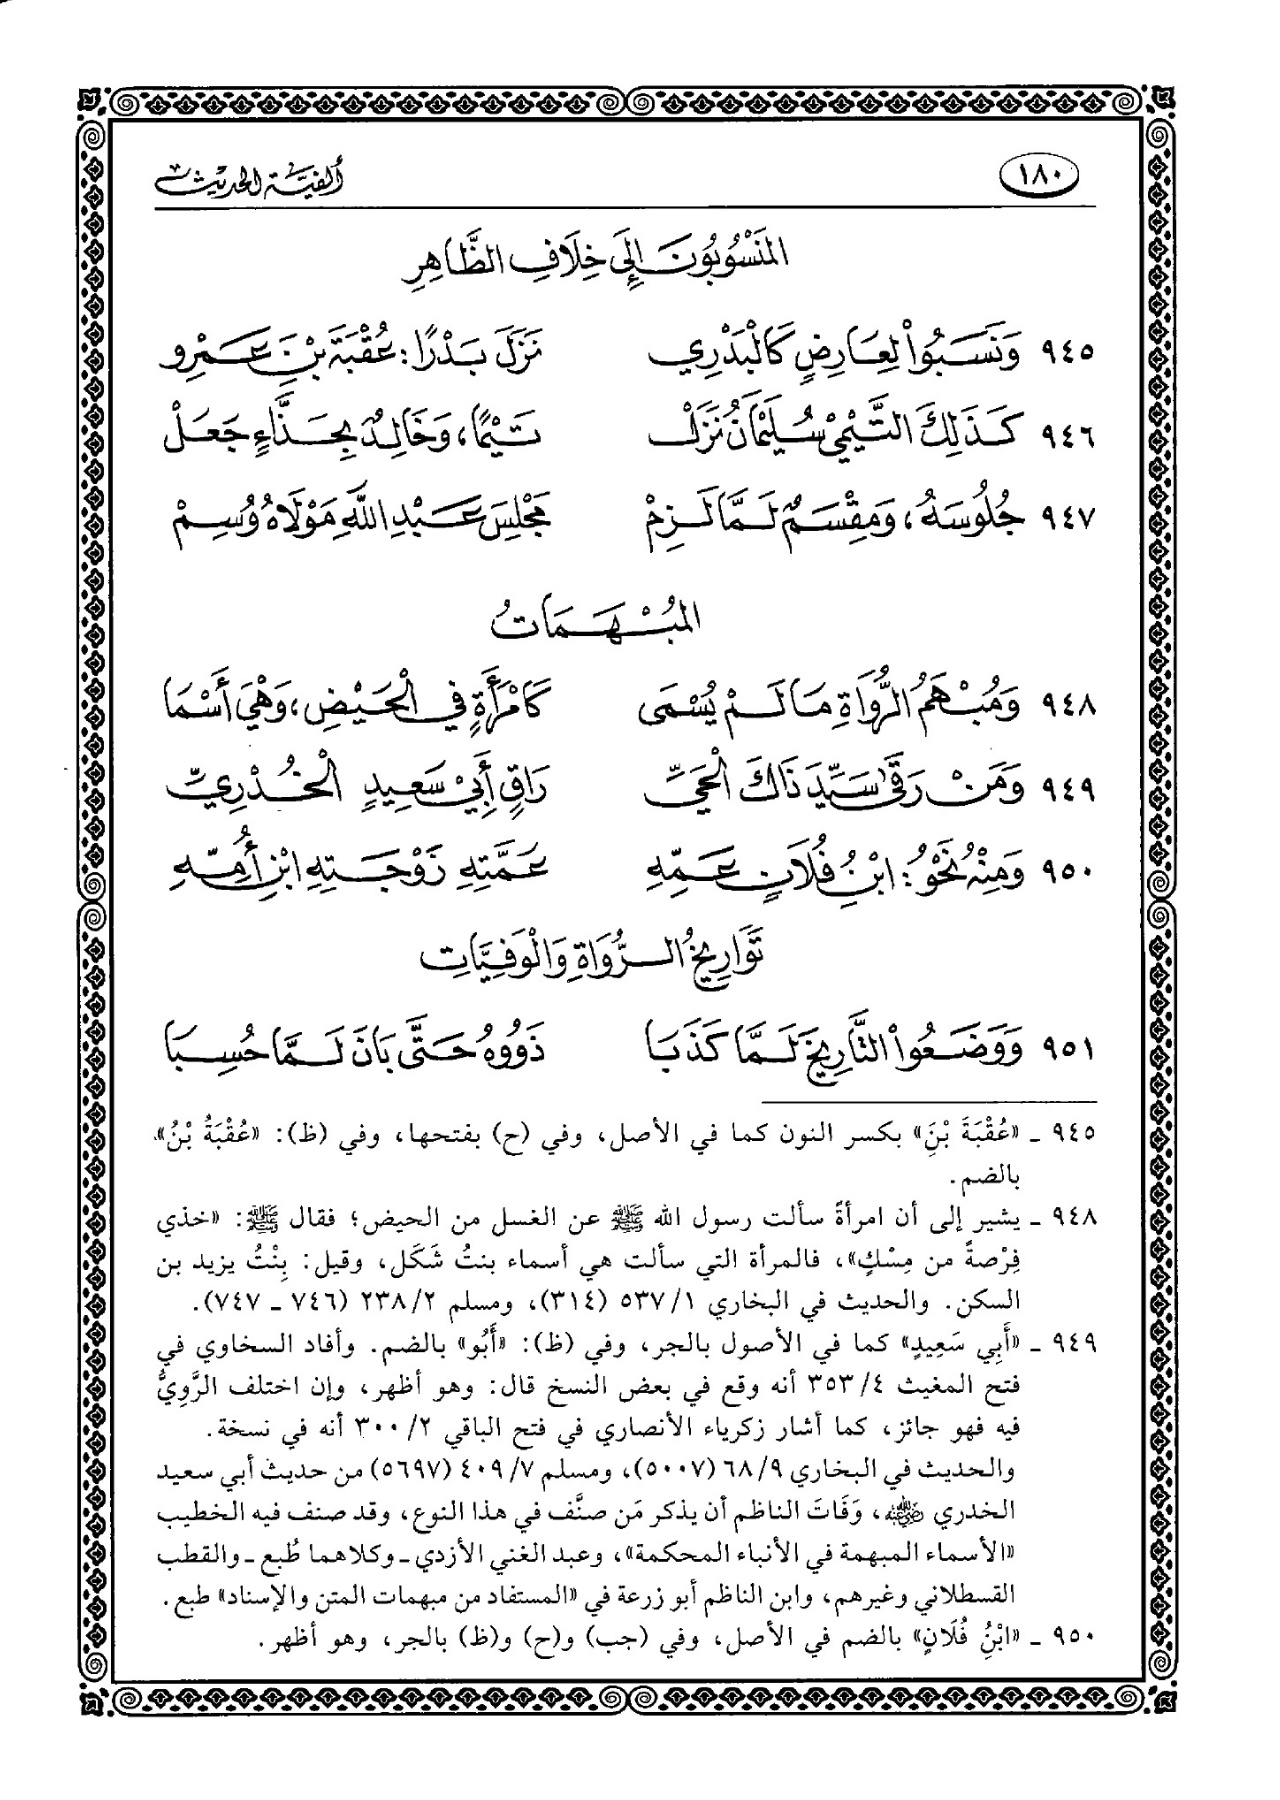 ١٨٠
ألفية الحديث
المَنْسُوبُونَ إِلَى خِلَافِ الظَّاهِرِ
٩٤٥ وَنَسَبُوا لِعَارِضٍ كَالْبَدْرِي نَزَلَ بَدْرًا: عُقْبَةَ بْنَِ عَمْرِو
٩٤٦ كَذَلِكَ التَّيْمِيْ سُلَيْمَانُ نَزَلْ تَيْمًا، وَخَالِدٌ بِحَذَّاءٍ جَعَلْ
٩٤٧ جُلُوسَهُ، وَمِقْسَمٌ لَمَّا لَزِمْ مَجْلِسَ عَبْدِ اللَّهِ مَوْلَاهُ وُسِمْ
المُبْهَمَاتُ
٩٤٨ وَمُبْهَمُ الرُّوَاةِ مَا لَمْ يُسْمَى كَامْرَأَةٍ فِي الْحَيْضِ، وَهْيَ أَسْمَا
٩٤٩ وَمَنْ رَقَى سَيِّدَ ذَاكَ الْحَيِّ رَاقٍ أَبِيْ سَعِيدٍ الْخُدْرِيِّ
٩٥٠ وَمِنْهُ نَحْوُ: ابْنُِ فُلَانٍ عَمِّهِ عَمَّتِهِ زَوْجَتِهِ ابْنِ أُمِّهِ
تَوَارِيخُ الرُّوَاةِ وَالْوَفِيَّاتِ
٩٥١ وَوَضَعُوا التَّأرِيخَ لَمَّا كَذَبَا ذَوُوهُ حَتَّى بَانَ لَمَّا حُسِبَا
٩٤٥ ـ «عُقْبَةَ بْنَِ» بكسر النون كما في الأصل، وفي (ح) بفتحها، وفي (ظ): «عُقْبَةُ بْنُ»
بالضم.
٩٤٨ ـ يشير إلى أن امرأةً سألت رسول الله ﷺ عن الغسل من الحيض؛ فقال ﷺ: «خذي
فِرْصةً من مِسْكٍ»، فالمرأة التي سألت هي أسماء بنتُ شَكَل، وقيل: بِنْتُ يزيد بن
السكن. والحديث في البخاري ١/ ٥٣٧ (٣١٤)، ومسلم ٢/ ٢٣٨ (٧٤٦ ـ ٧٤٧).
٩٤٩ ـ «أَبِي سَعِيدٍ» كما في الأصول بالجر، وفي (ظ): «أَبُو» بالضم. وأفاد السخاوي في
فتح المغيث ٤/ ٣٥٣ أنه وقع في بعض النسخ قال: وهو أظهر، وإن اختلف الرَّوِيُّ
فيه فهو جائز، كما أشار زكرياء الأنصاري في فتح الباقي ٢/ ٣٠٠ أنه في نسخة.
والحديث في البخاري ٩/ ٦٨ (٥٠٠٧)، ومسلم ٧/ ٤٠٩ (٥٦٩٧) من حديث أبي سعيد
الخدري رضي الله عنه، وَفَاتَ الناظم أن يذكر مَن صنَّف في هذا النوع، وقد صنف فيه الخطيب
«الأسماء المبهمة في الأنباء المحكمة»، وعبد الغني الأزدي ـ وكلاهما طُبع ـ والقطب
القسطلاني وغيرهم، وابن الناظم أبو زرعة في «المستفاد من مبهمات المتن والإسناد» طبع.
٩٥٠ ـ «ابْنُِ فُلَانٍ» بالضم في الأصل، وفي (جب) و(ح) و(ظ) بالجر، وهو أظهر.